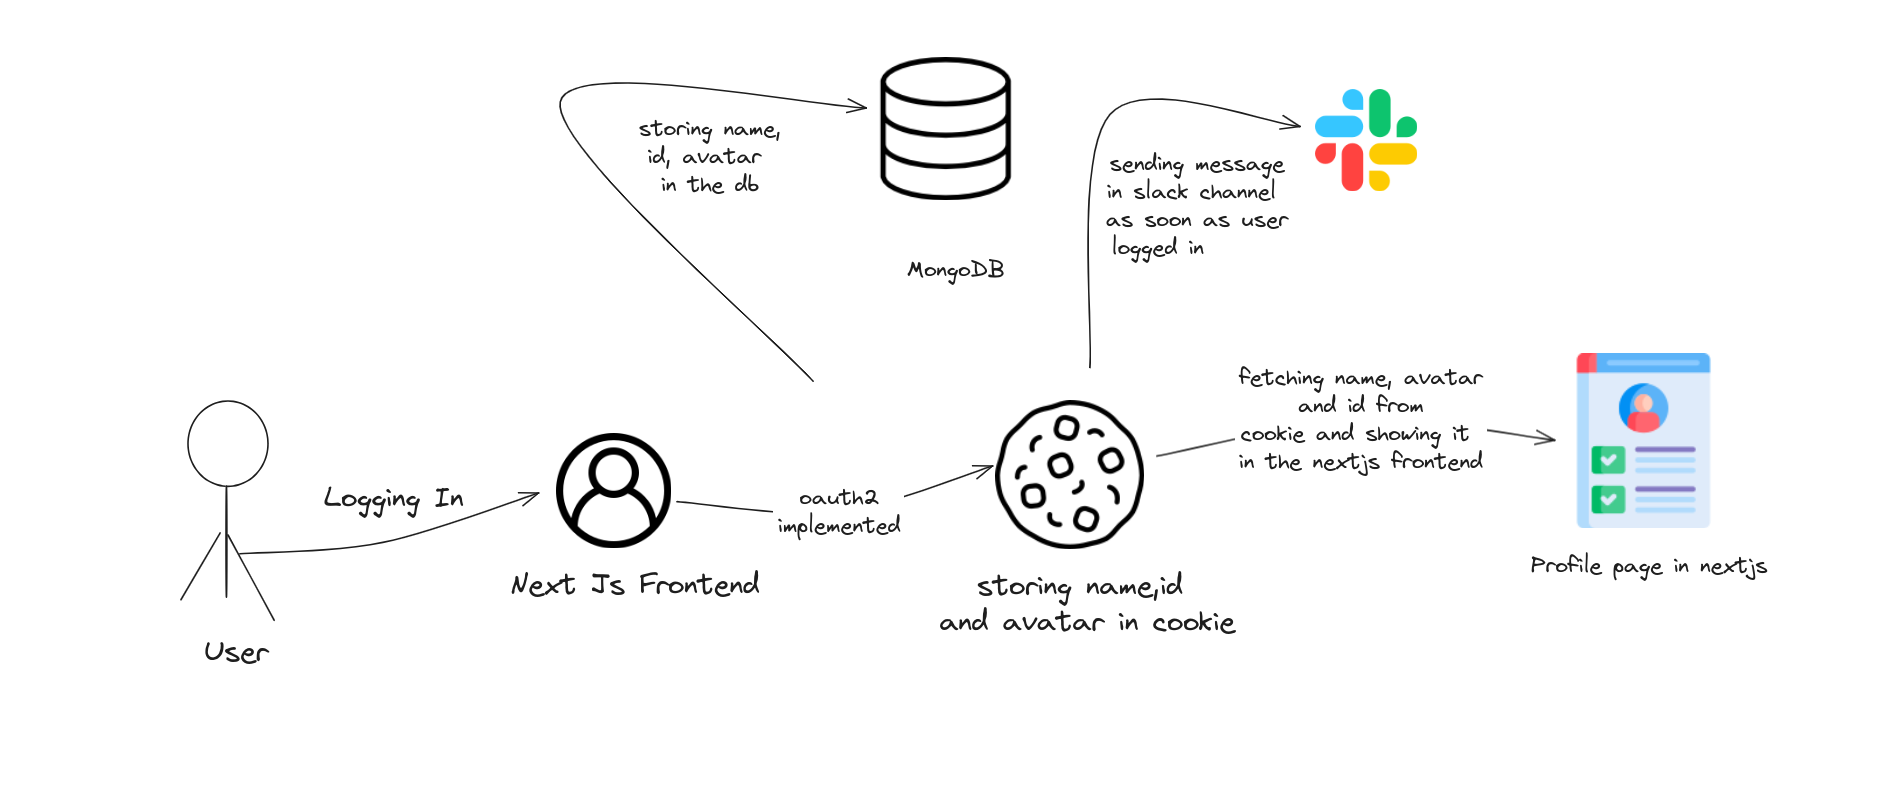 storing name,
id, avatar
in the db
MongoDB
sending message
in slack channel
as soon as user
logged in
Logging In
User
Next Js Frontend
oauth2
implemented
storing name,id
and avatar in cookie
fetching name, avatar
and id from
cookie and showing it
in the nextjs frontend
Profile page in nextjs